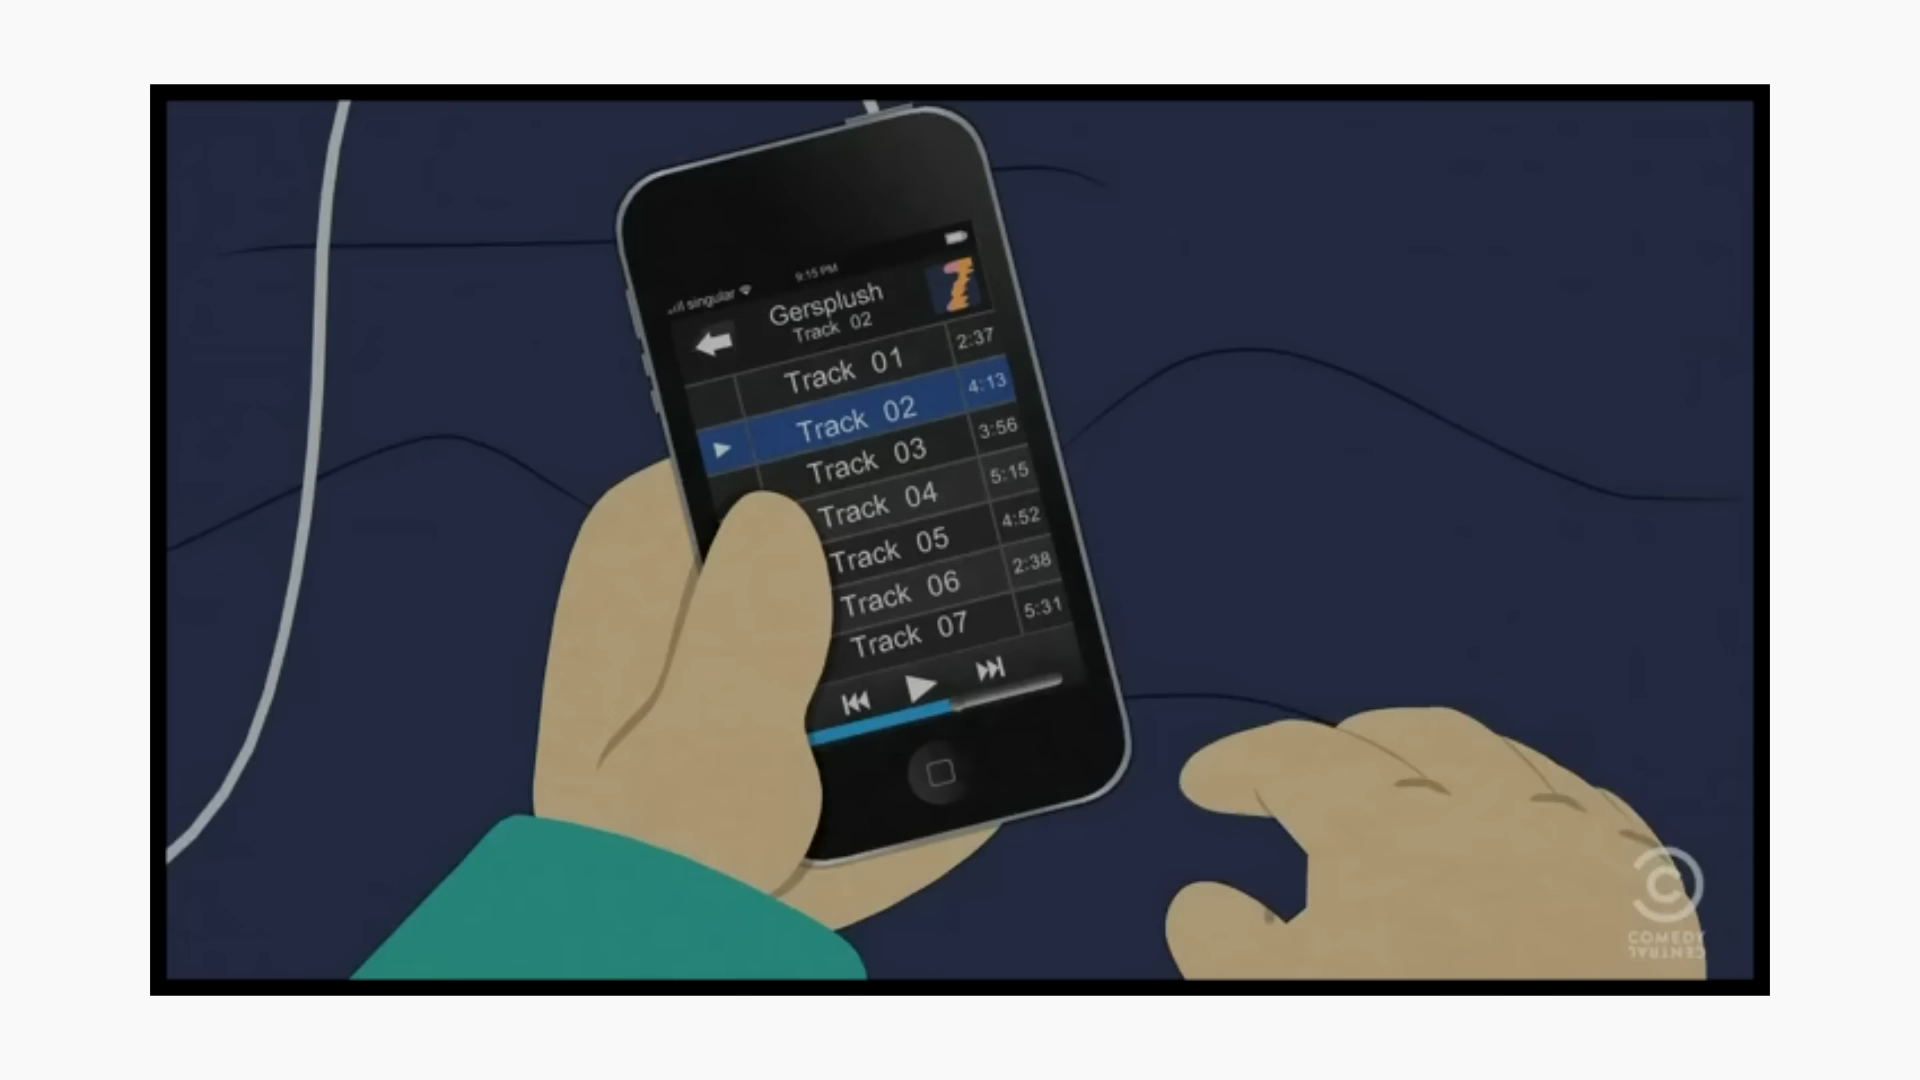 singular
9:15 PM
Gersplush
Track 02
Track 01 2:37
Track 02 4:13
Track 03 3:56
Track 04 5:15
Track 05 4:52
Track 06 2:38
Track 07 5:31
COMEDY
CENTRAL